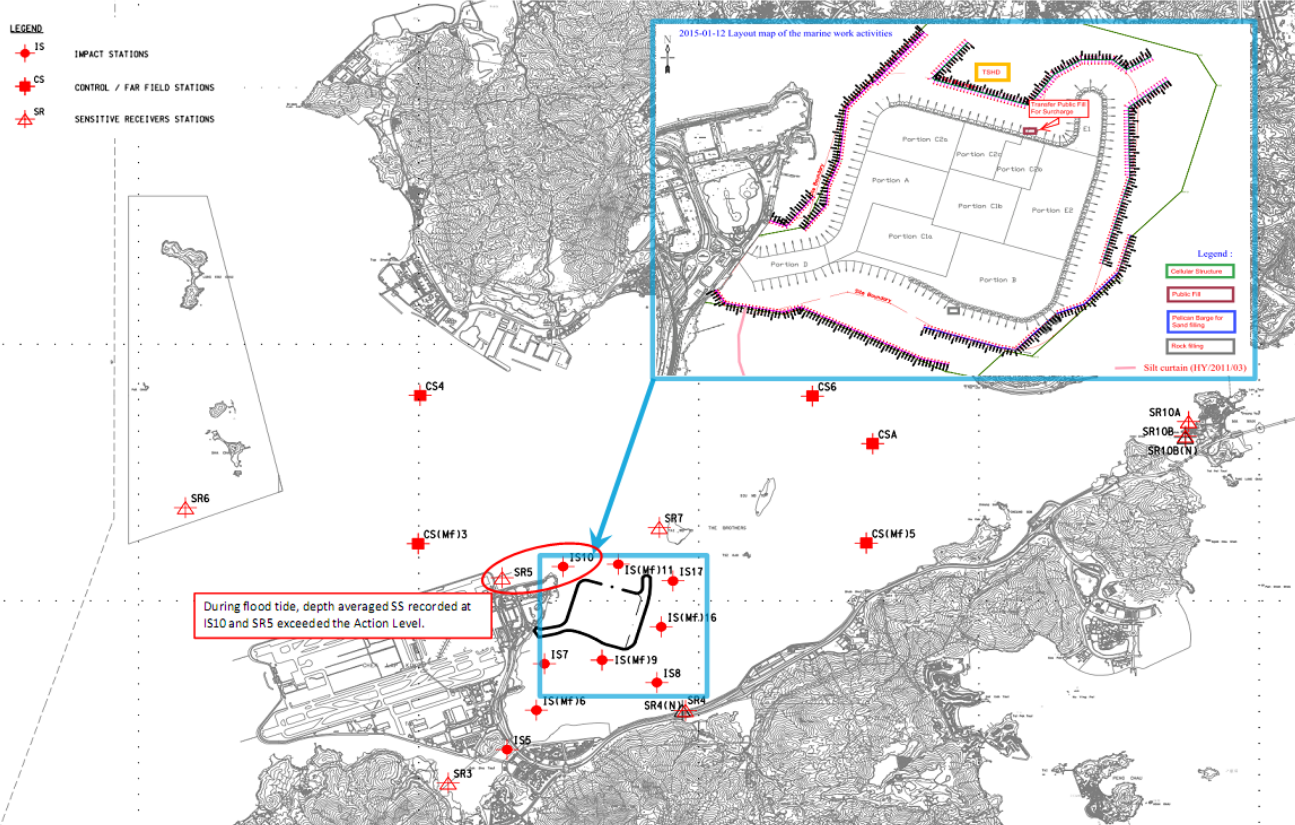 LEGEND
IS
IMPACT STATIONS
CS
CONTROL / FAR FIELD STATIONS
SR
SENSITIVE RECEIVERS STATIONS
2015-01-12 Layout map of the marine work activities
N
TSHD
Transfer Public Fill
For Surcharge
E1
Portion C2a
Portion C2c
Portion C2b
Portion A
Portion C1b
Portion E2
Portion C1a
Portion D
Portion B
Site Boundary
Site Boundary
Legend :
Cellular Structure
Public Fill
Pelican Barge for
Sand filling
Rock filling
Silt curtain (HY/2011/03)
CS4
CS6
CSA
SR10A
SR10B
SR10B(N)
SR6
SR7
THE BROTHERS
CS(Mf)3
CS(Mf)5
IS10
SR5
IS(Mf)11
IS17
During flood tide, depth averaged SS recorded at
IS10 and SR5 exceeded the Action Level.
IS(Mf)16
IS7
IS(Mf)9
IS8
SR4(N)
SR4
IS(Mf)6
IS5
SR3
PENG CHAU